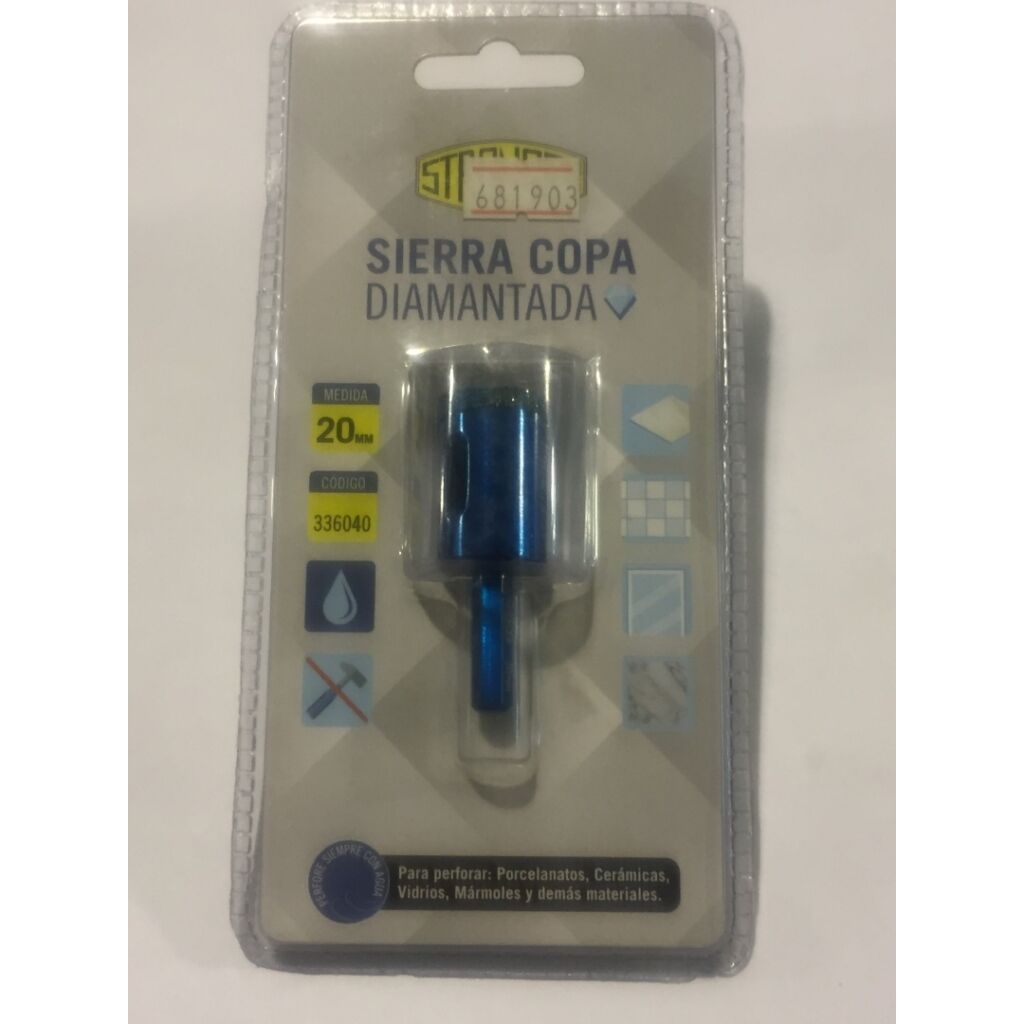 681903
SIERRA COPA
DIAMANTADA
MEDIDA
20MM
CÓDIGO
336040
PERFORE SIEMPRE CON AGUA
Para perforar: Porcelanatos, Cerámicas,
Vidrios, Mármoles y demás materiales.